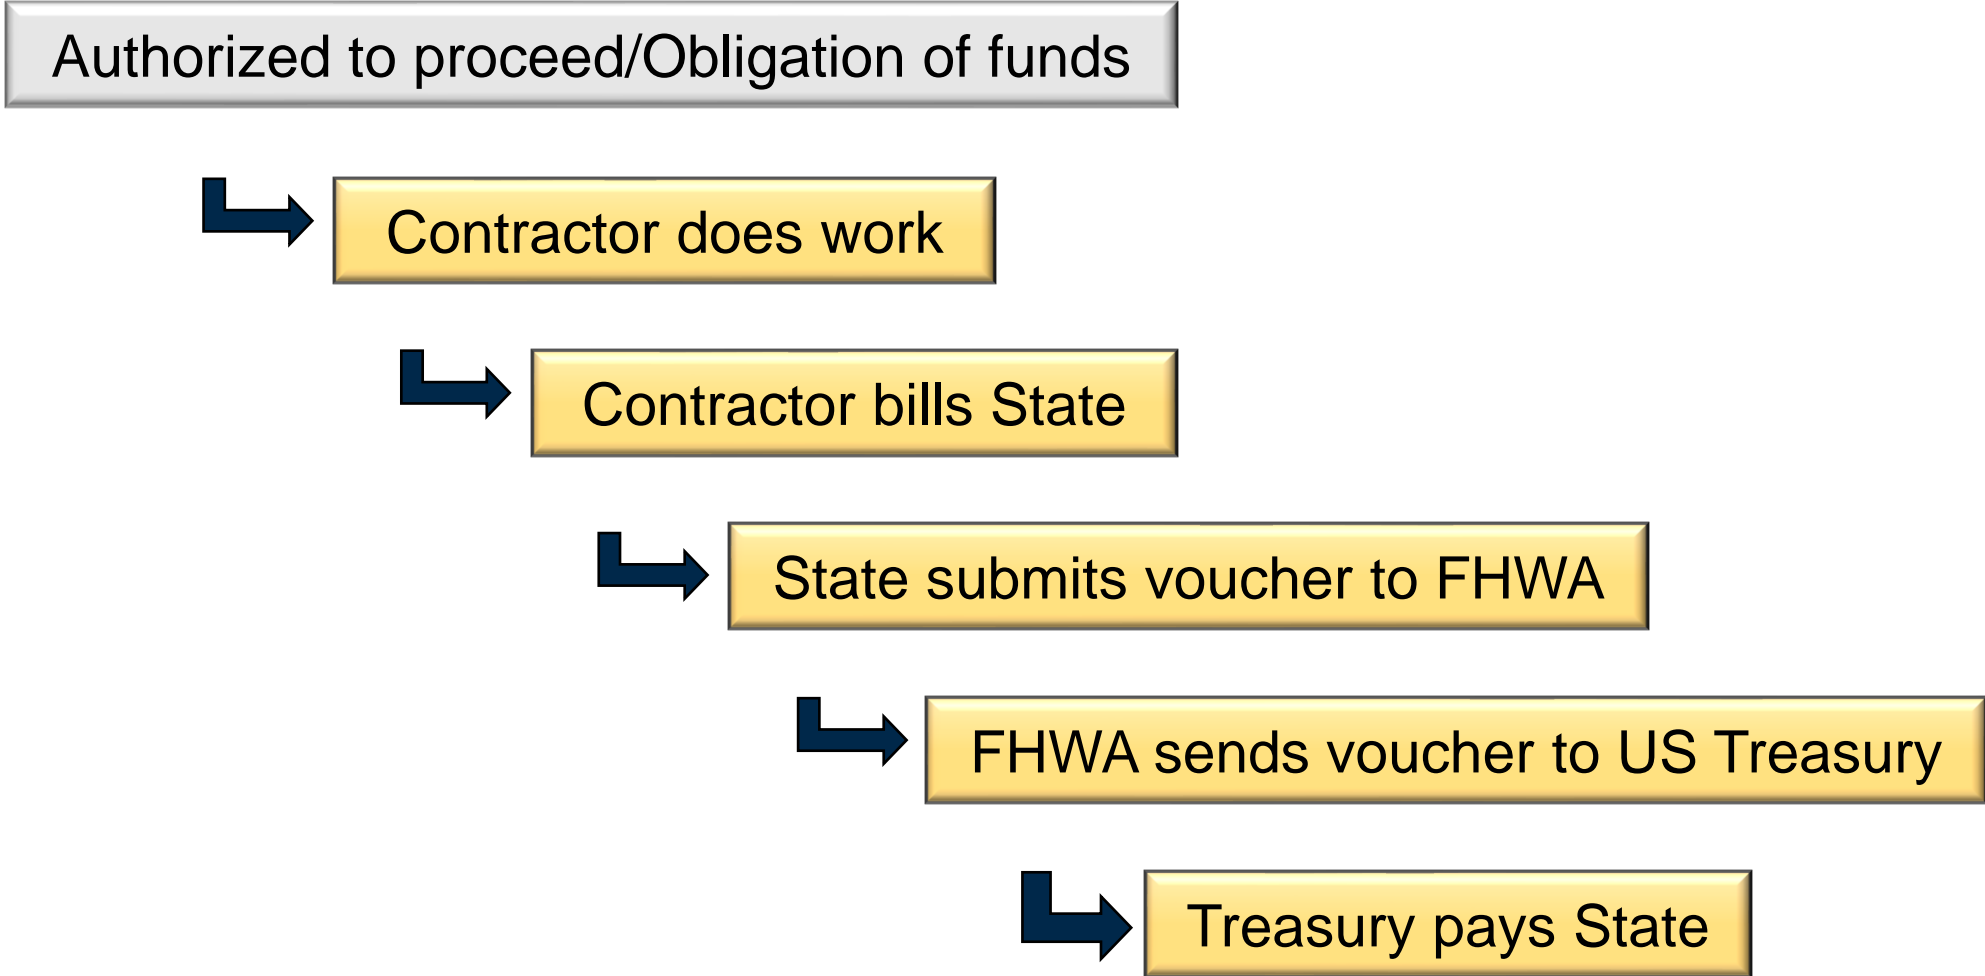 Authorized to proceed/Obligation of funds
Contractor does work
Contractor bills State
State submits voucher to FHWA
FHWA sends voucher to US Treasury
Treasury pays State